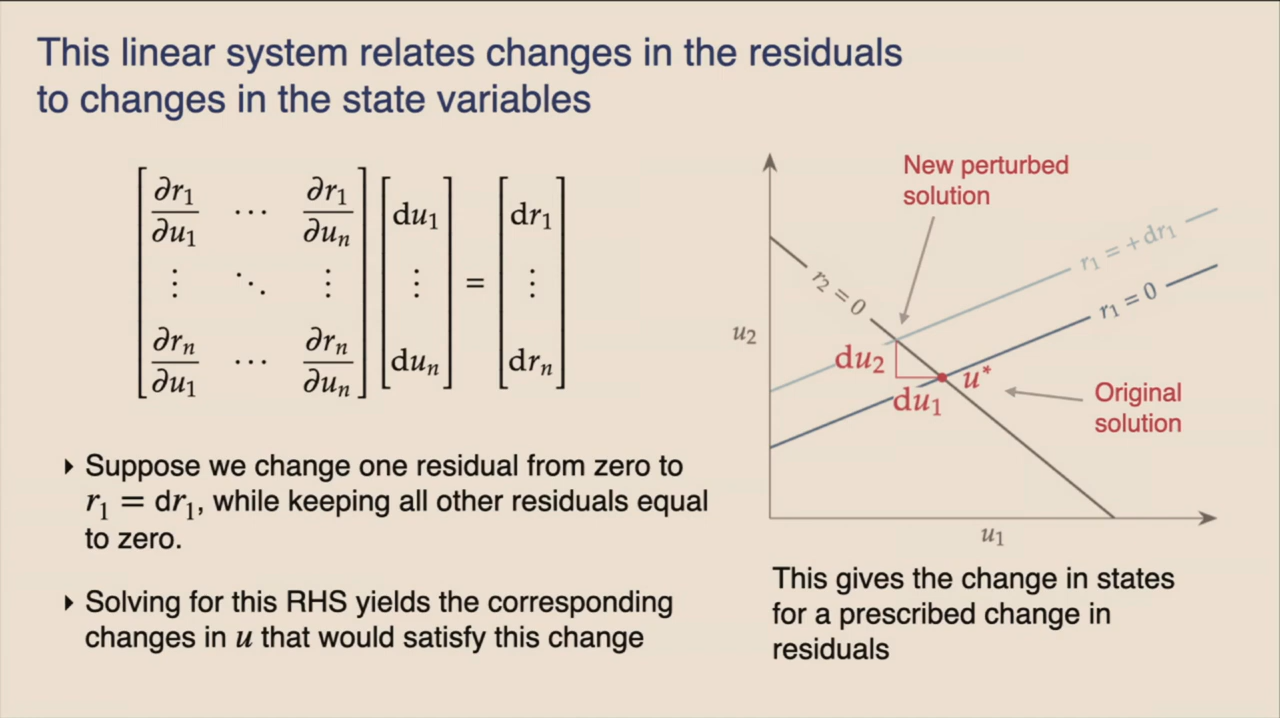 This linear system relates changes in the residuals
to changes in the state variables
∂r₁/∂u₁ ⋯ ∂r₁/∂uₙ du₁ dr₁
⋮ ⋱ ⋮ ⋮ = ⋮
∂rₙ/∂u₁ ⋯ ∂rₙ/∂uₙ duₙ drₙ
‣ Suppose we change one residual from zero to
r₁ = dr₁, while keeping all other residuals equal
to zero.
‣ Solving for this RHS yields the corresponding
changes in u that would satisfy this change
New perturbed
solution
r₁ = +dr₁
r₂ = 0
r₁ = 0
u₂
du₂
u*
du₁
Original
solution
u₁
This gives the change in states
for a prescribed change in
residuals